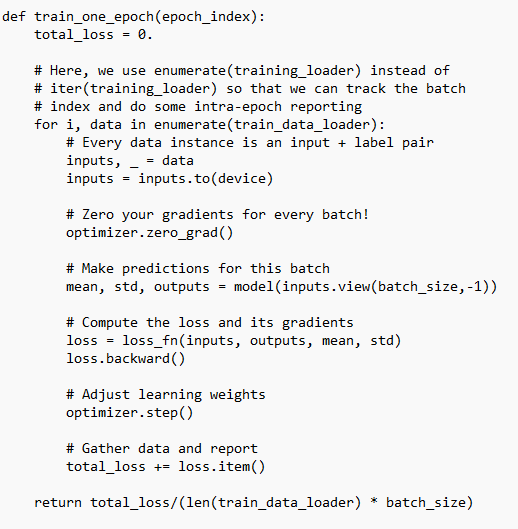 def train_one_epoch(epoch_index):
    total_loss = 0.

    # Here, we use enumerate(training_loader) instead of
    # iter(training_loader) so that we can track the batch
    # index and do some intra-epoch reporting
    for i, data in enumerate(train_data_loader):
        # Every data instance is an input + label pair
        inputs, _ = data
        inputs = inputs.to(device)

        # Zero your gradients for every batch!
        optimizer.zero_grad()

        # Make predictions for this batch
        mean, std, outputs = model(inputs.view(batch_size,-1))

        # Compute the loss and its gradients
        loss = loss_fn(inputs, outputs, mean, std)
        loss.backward()

        # Adjust learning weights
        optimizer.step()

        # Gather data and report
        total_loss += loss.item()

    return total_loss/(len(train_data_loader) * batch_size)